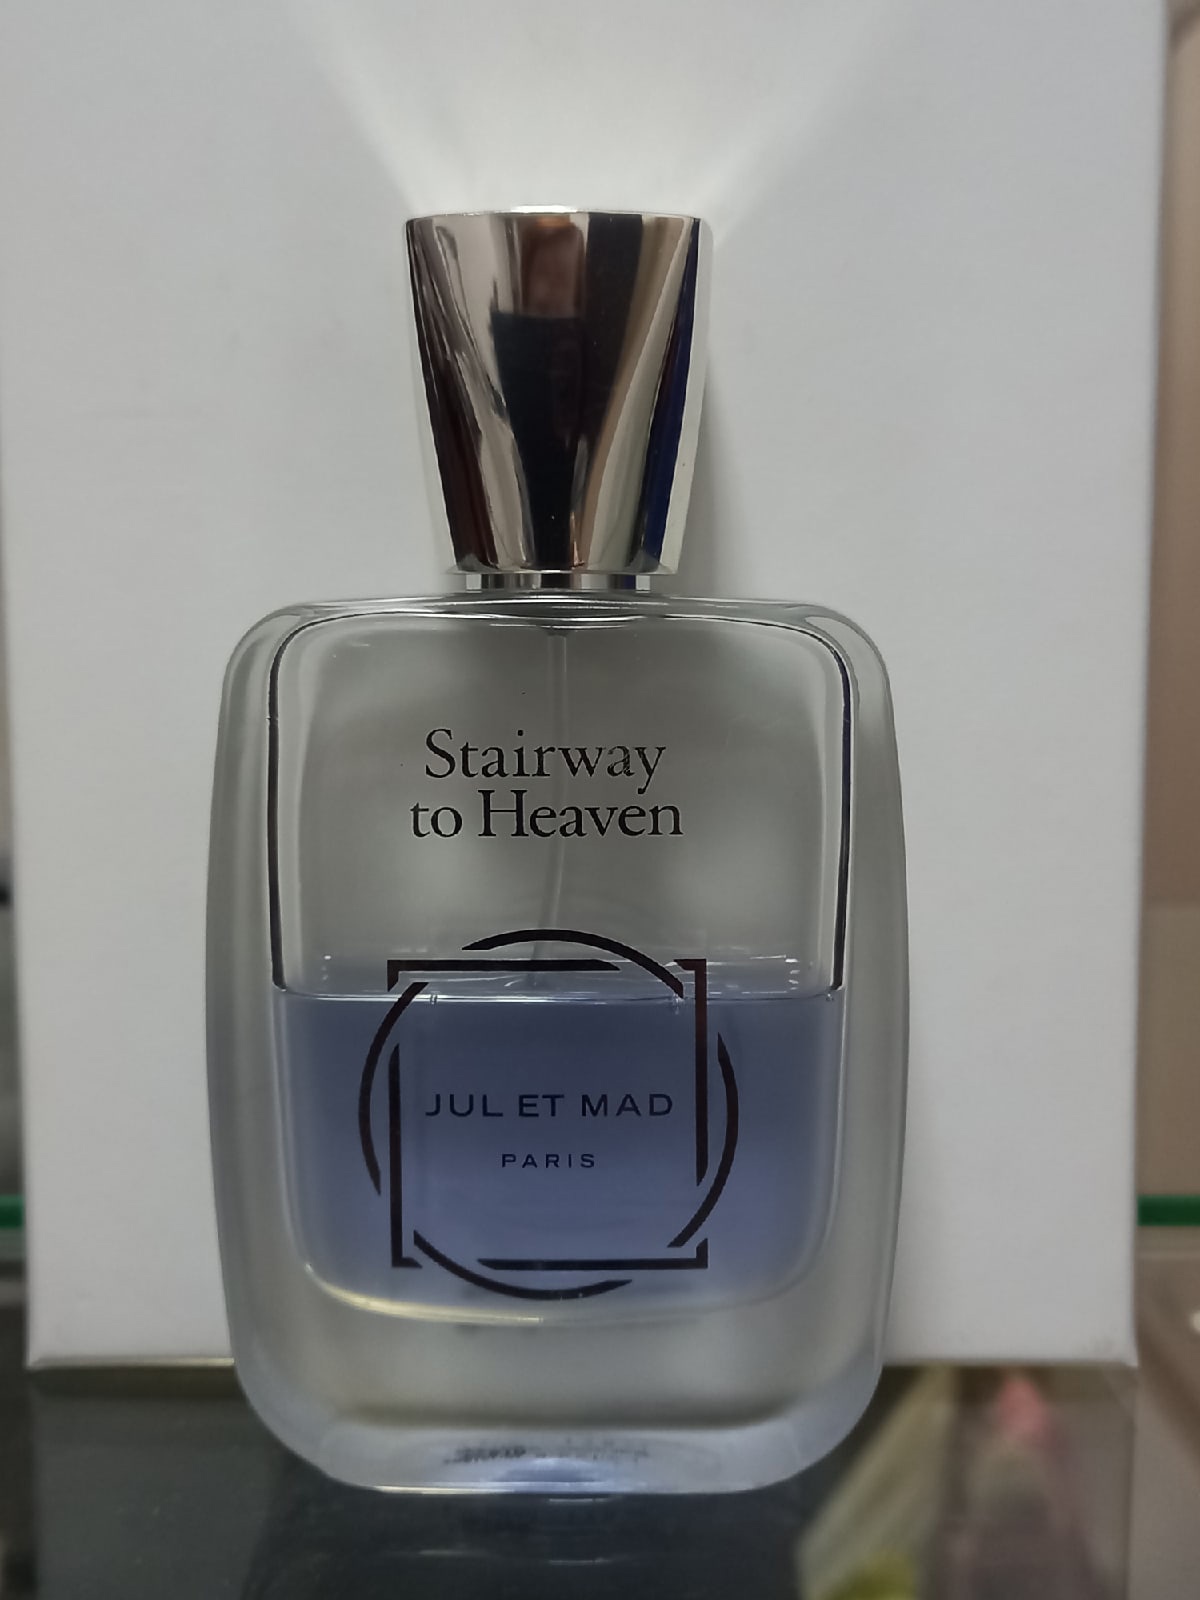 Stairway
to Heaven
JUL ET MAD
PARIS